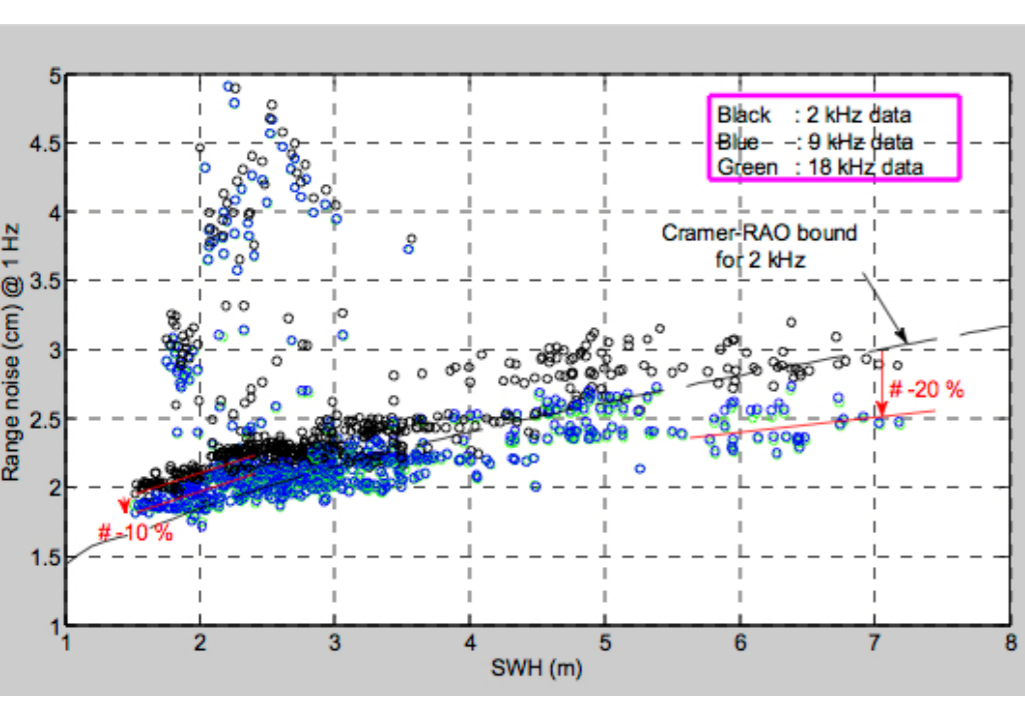 5
4.5
4
3.5
3
2.5
2
1.5
1
Range noise (cm) @ 1 Hz
Black : 2 kHz data
Blue : 9 kHz data
Green : 18 kHz data
Cramer-RAO bound
for 2 kHz
# -20 %
# -10 %
1 2 3 4 5 6 7 8
SWH (m)